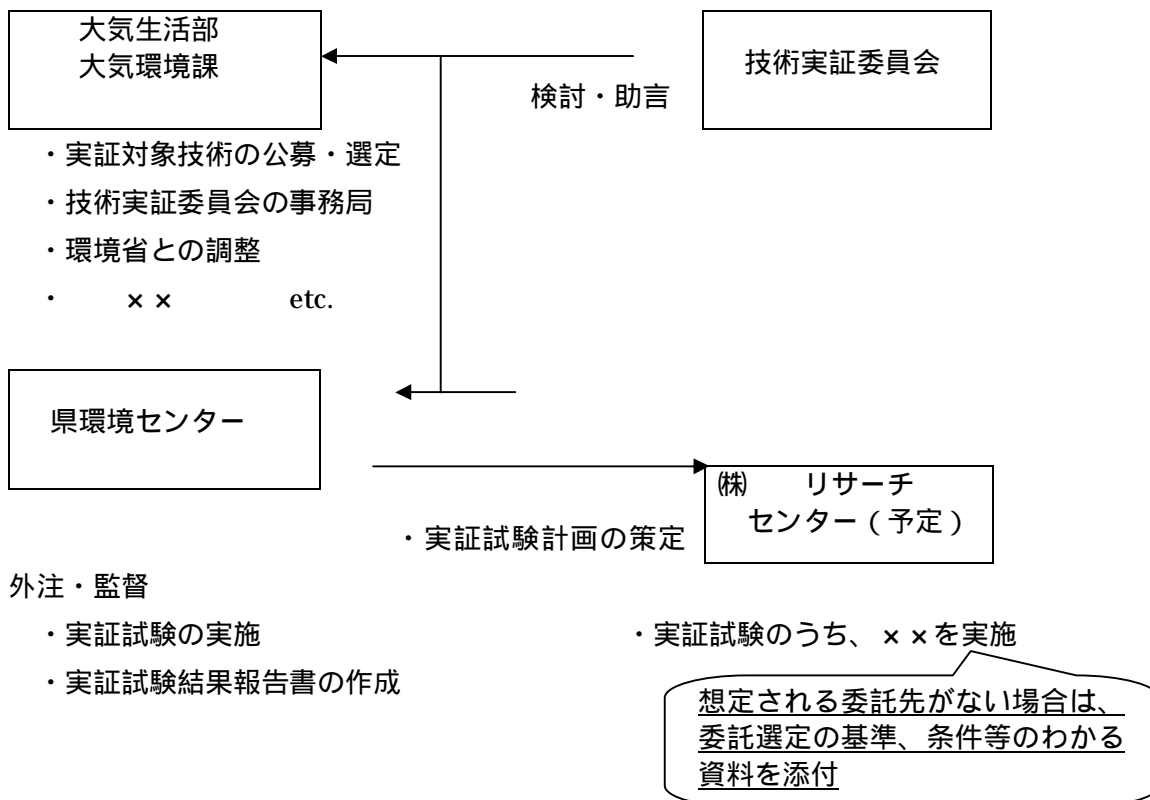 大気生活部
大気環境課
技術実証委員会
検討・助言
・実証対象技術の公募・選定
・技術実証委員会の事務局
・環境省との調整
・ ×× etc.
県環境センター
㈱ リサーチ
センター（予定）
・実証試験計画の策定
外注・監督
・実証試験の実施
・実証試験のうち、××を実施
・実証試験結果報告書の作成
想定される委託先がない場合は、
委託選定の基準、条件等のわかる
資料を添付